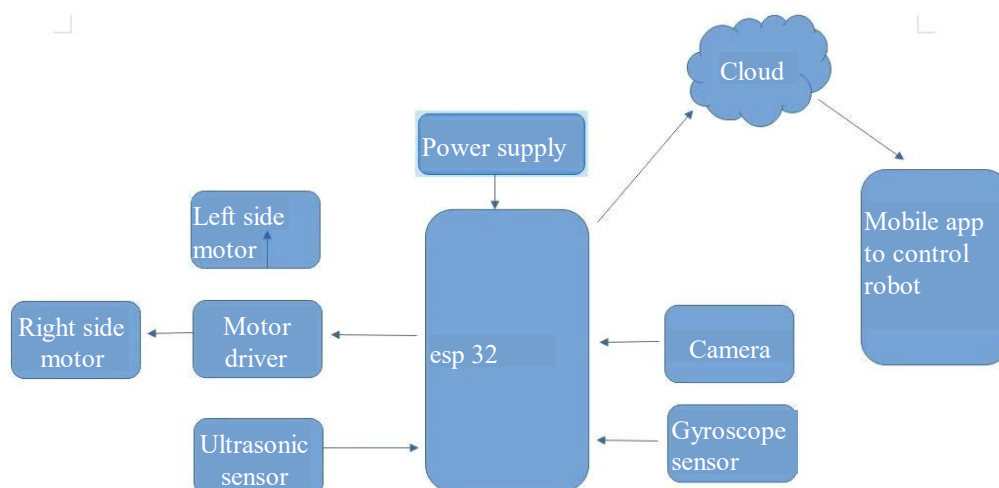 Cloud
Power supply
Left side
motor
Mobile app
to control
robot
Right side
motor
Motor
driver
esp 32
Camera
Ultrasonic
sensor
Gyroscope
sensor